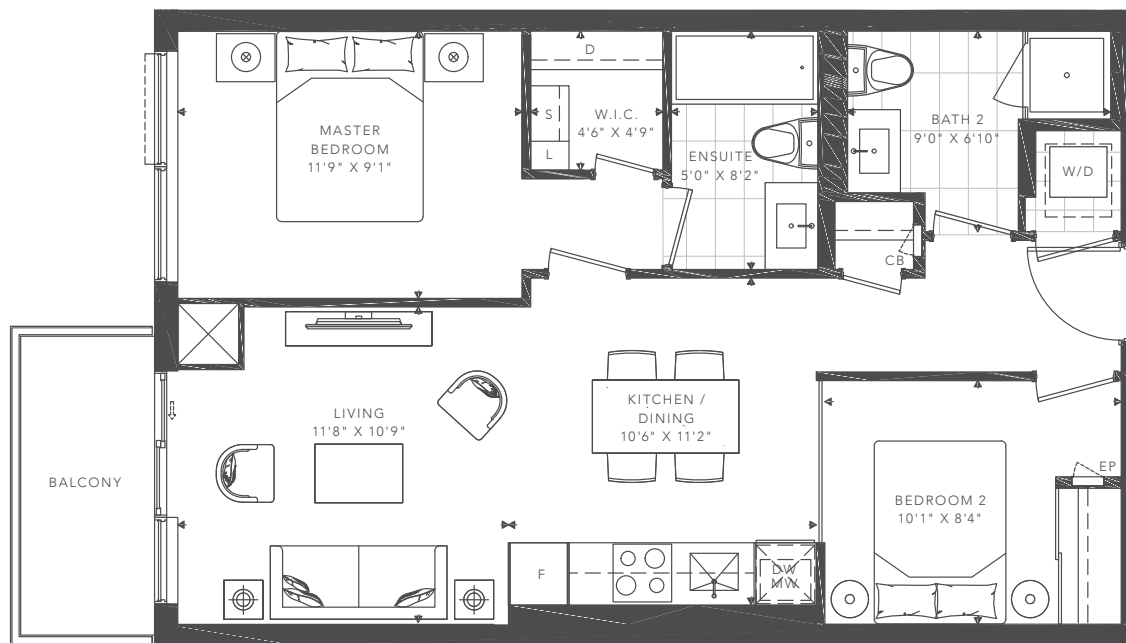 D
S
L
W.I.C.
4'6" X 4'9"
MASTER
BEDROOM
11'9" X 9'1"
ENSUITE
5'0" X 8'2"
BATH 2
9'0" X 6'10"
W/D
CB
LIVING
11'8" X 10'9"
KITCHEN /
DINING
10'6" X 11'2"
BALCONY
EP
BEDROOM 2
10'1" X 8'4"
F
DW
MW